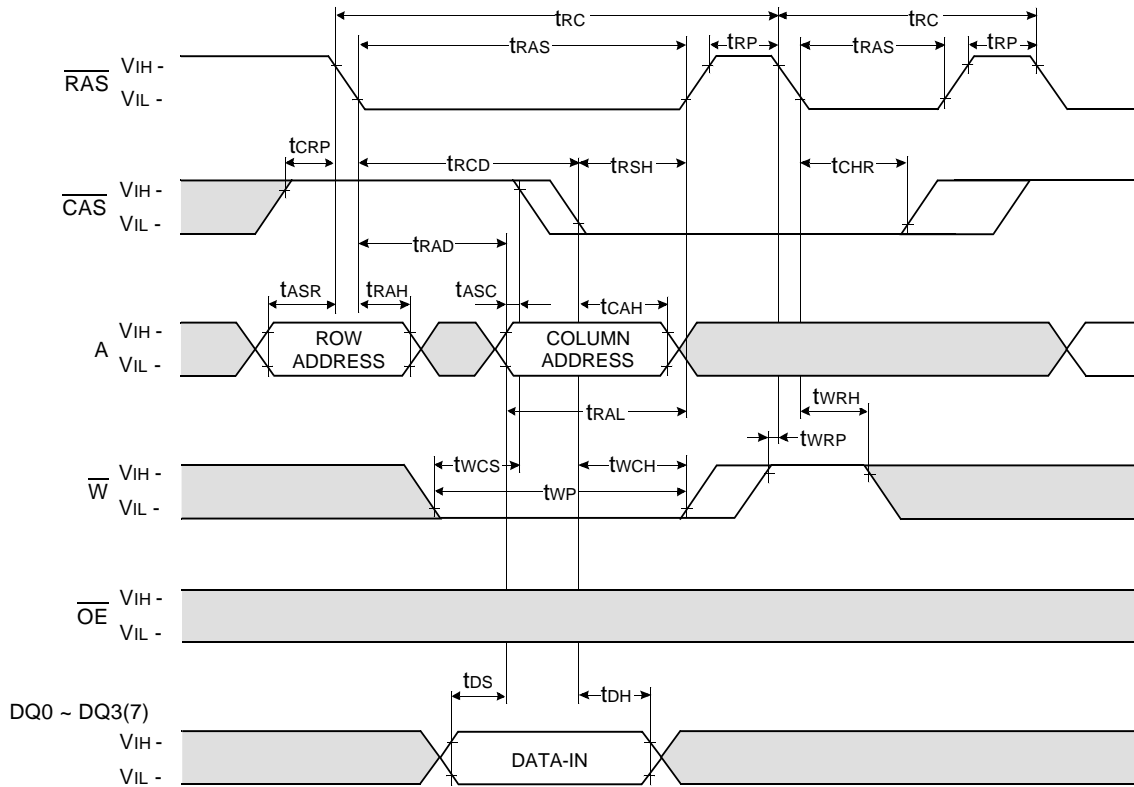 tRC tRC
tRAS tRP tRAS tRP
RAS VIH -
VIL -
tCRP tRCD tRSH tCHR
CAS VIH -
VIL -
tRAD
tASR tRAH tASC tCAH
A VIH -
VIL -
ROW ADDRESS
COLUMN ADDRESS
tRAL tWRH
tWRP
tWCS tWCH
W VIH -
VIL -
tWP
OE VIH -
VIL -
tDS tDH
DQ0 ~ DQ3(7)
VIH -
VIL -
DATA-IN